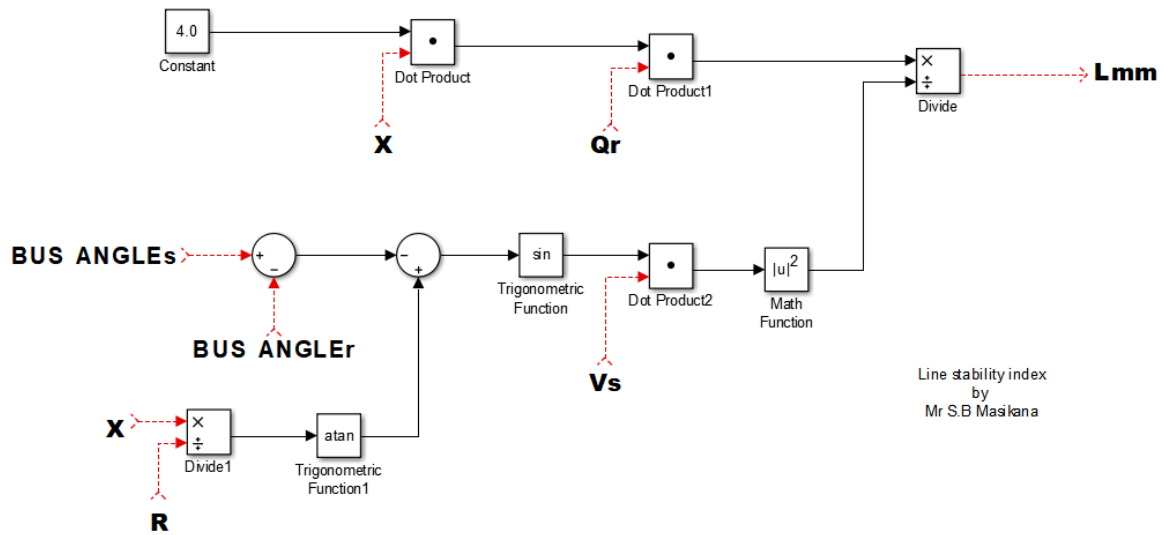 4.0
Constant
Dot Product
X
Dot Product1
Qr
×
÷
Divide
Lmm
BUS ANGLEs
+
−
BUS ANGLEr
−
+
sin
Trigonometric
Function
Dot Product2
Vs
|u|²
Math
Function
X
R
×
÷
Divide1
atan
Trigonometric
Function1
Line stability index
by
Mr S.B Masikana